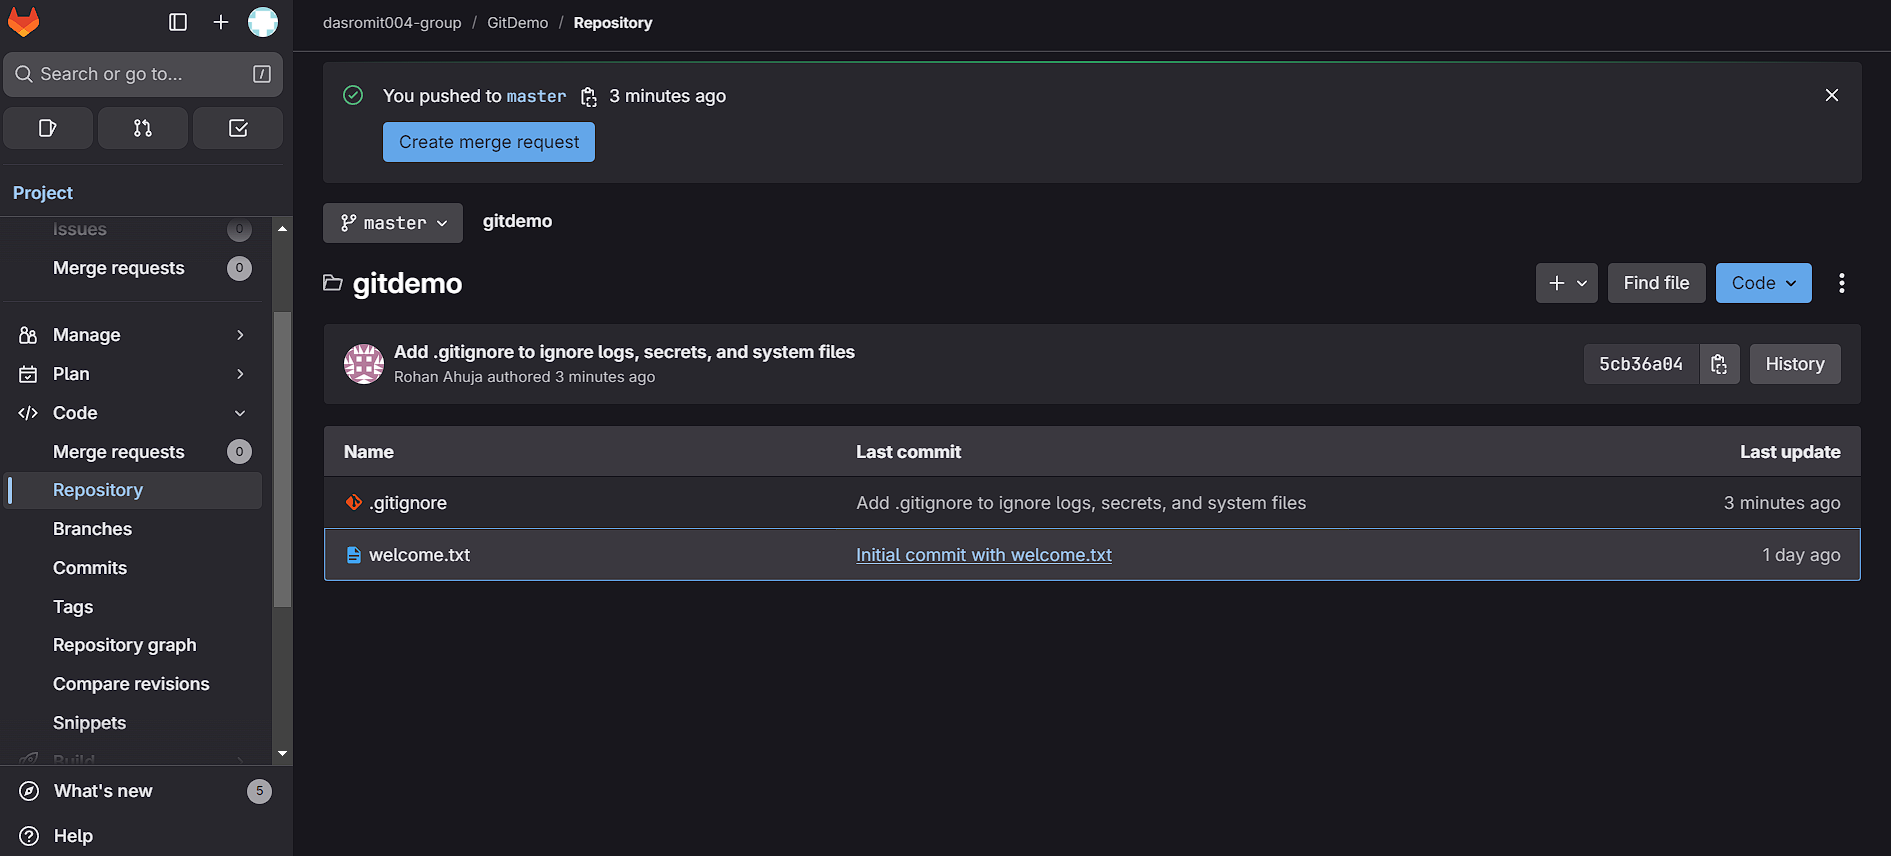 dasromit004-group / GitDemo / Repository
Search or go to... /
Project
Issues 0
Merge requests 0
Manage
Plan
Code
Merge requests 0
Repository
Branches
Commits
Tags
Repository graph
Compare revisions
Snippets
Build
What's new 5
Help
You pushed to master 3 minutes ago
Create merge request
master gitdemo
gitdemo
Find file Code
Add .gitignore to ignore logs, secrets, and system files
Rohan Ahuja authored 3 minutes ago
5cb36a04 History
Name Last commit Last update
.gitignore Add .gitignore to ignore logs, secrets, and system files 3 minutes ago
welcome.txt Initial commit with welcome.txt 1 day ago